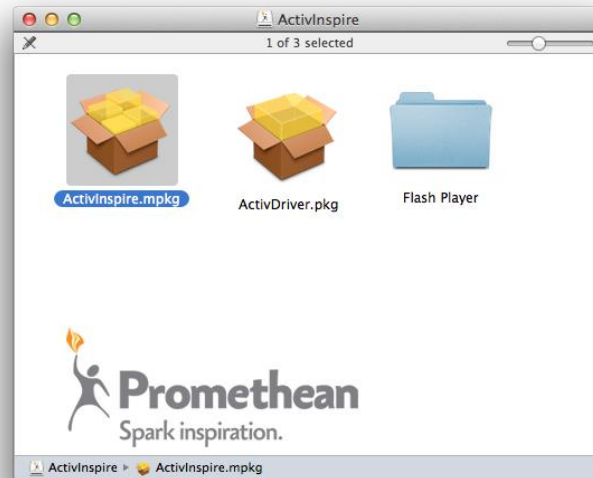 ActivInspire
1 of 3 selected
ActivInspire.mpkg
ActivDriver.pkg
Flash Player
Promethean
Spark inspiration.
ActivInspire ▸ ActivInspire.mpkg